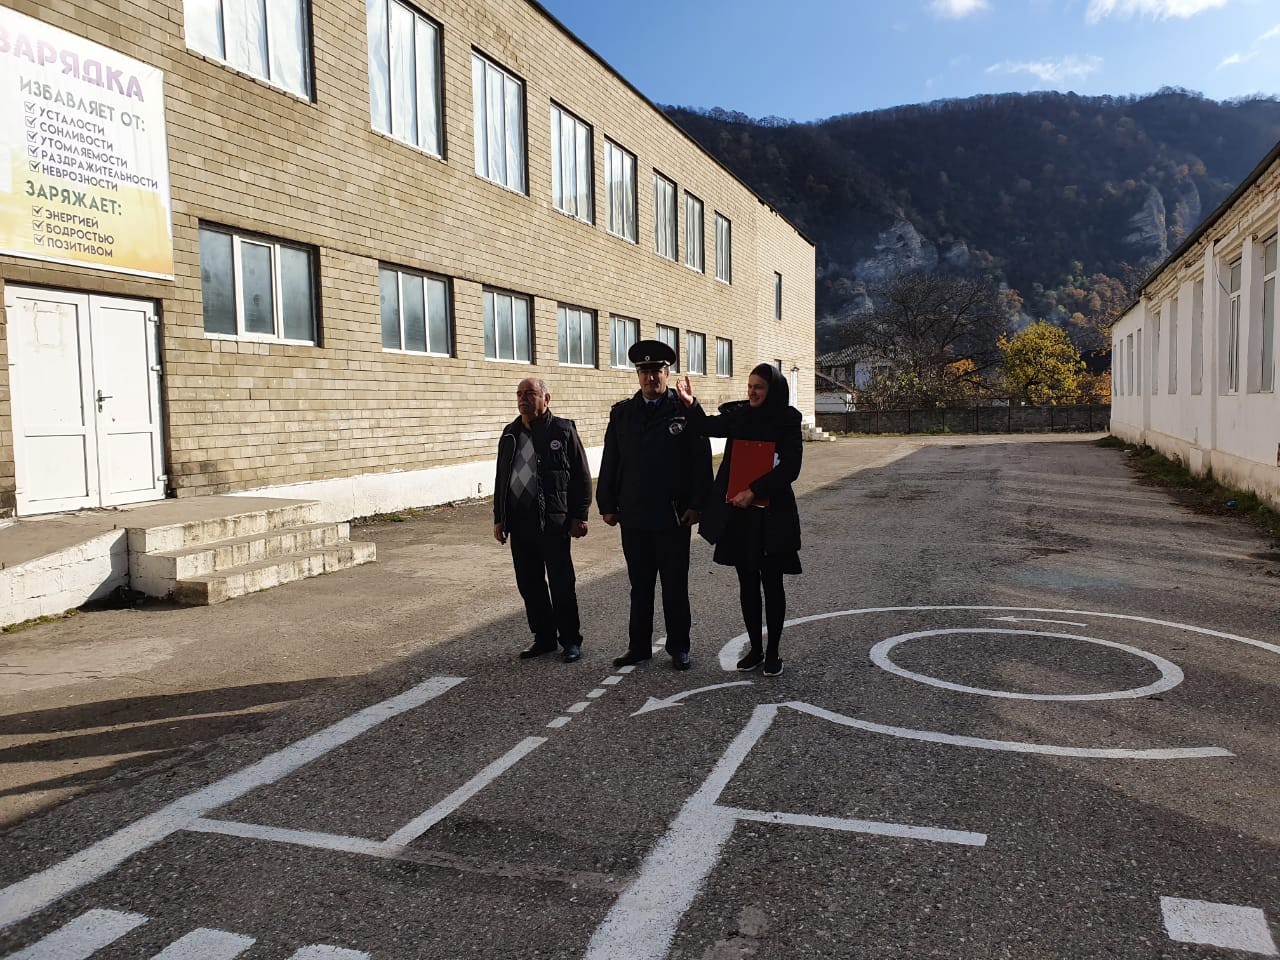 ЗАРЯДКА
ИЗБАВЛЯЕТ ОТ:
УСТАЛОСТИ
СОНЛИВОСТИ
УТОМЛЯЕМОСТИ
РАЗДРАЖИТЕЛЬНОСТИ
НЕВРОЗНОСТИ
ЗАРЯЖАЕТ:
ЭНЕРГИЕЙ
БОДРОСТЬЮ
ПОЗИТИВОМ